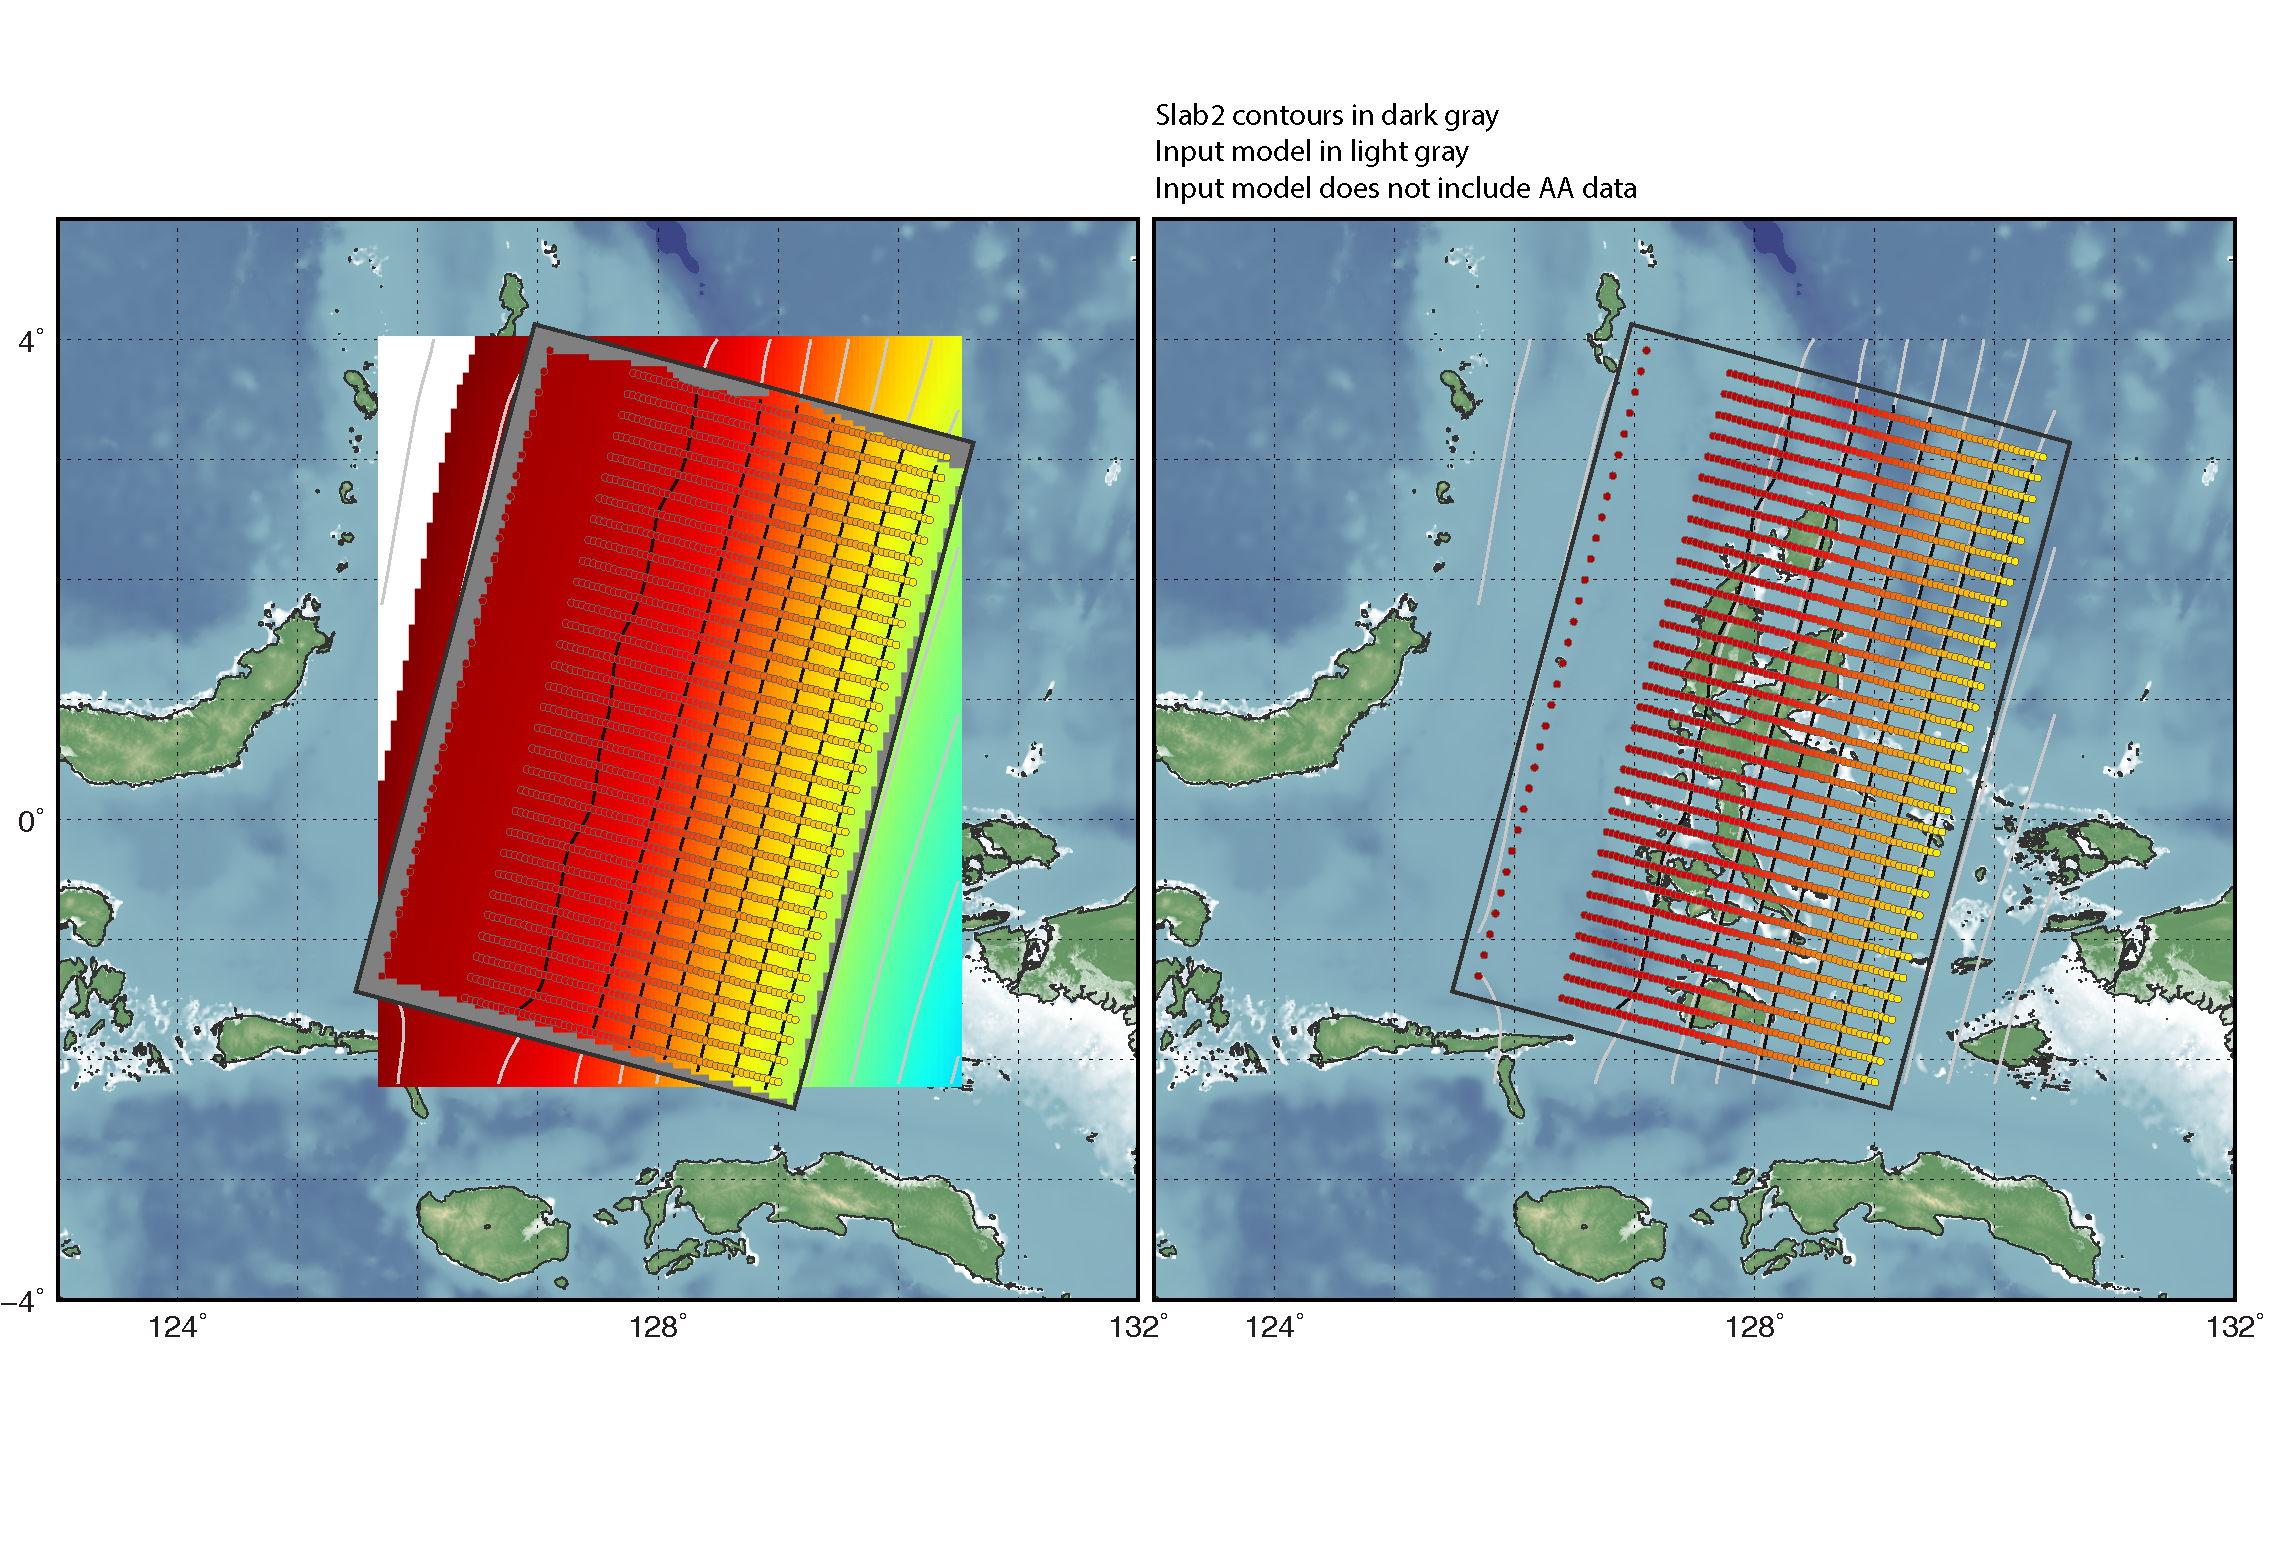 Slab2 contours in dark gray
Input model in light gray
Input model does not include AA data
4°
0°
−4°
124° 128° 132° 124° 128° 132°